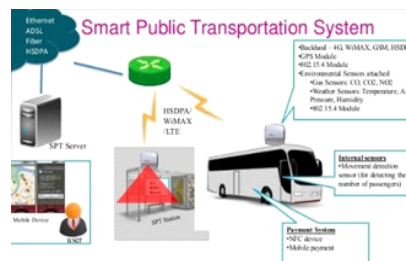 Smart Public Transportation System
Ethernet
ADSL
Fiber
HSDPA
•Backhaul – 4G, WiMAX, GSM, HSD
•GPS Module
•802.15.4 Module
•Environmental Sensors attached
•Gas Sensors: CO, CO2, NO2
•Weather Sensors: Temperature, A
Pressure, Humidity
•802.15.4 Module
HSDPA/
WiMAX
/LTE
SPT Server
Internal sensors
•Movement detection
sensor (for detecting the
number of passengers)
Mobile Device
user
SPT Station
Payment System
•NFC device
•Mobile payment